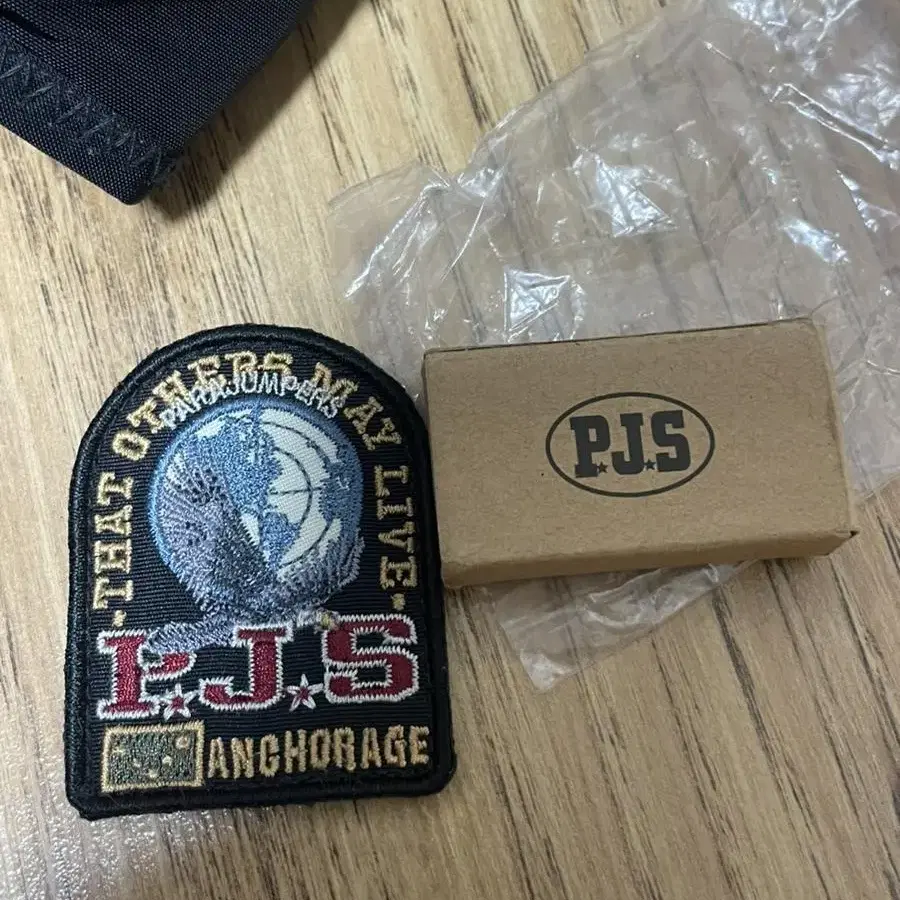 ·THAT OTHERS MAY LIVE·
PARAJUMPERS
P.J.S
ANCHORAGE
P.J.S